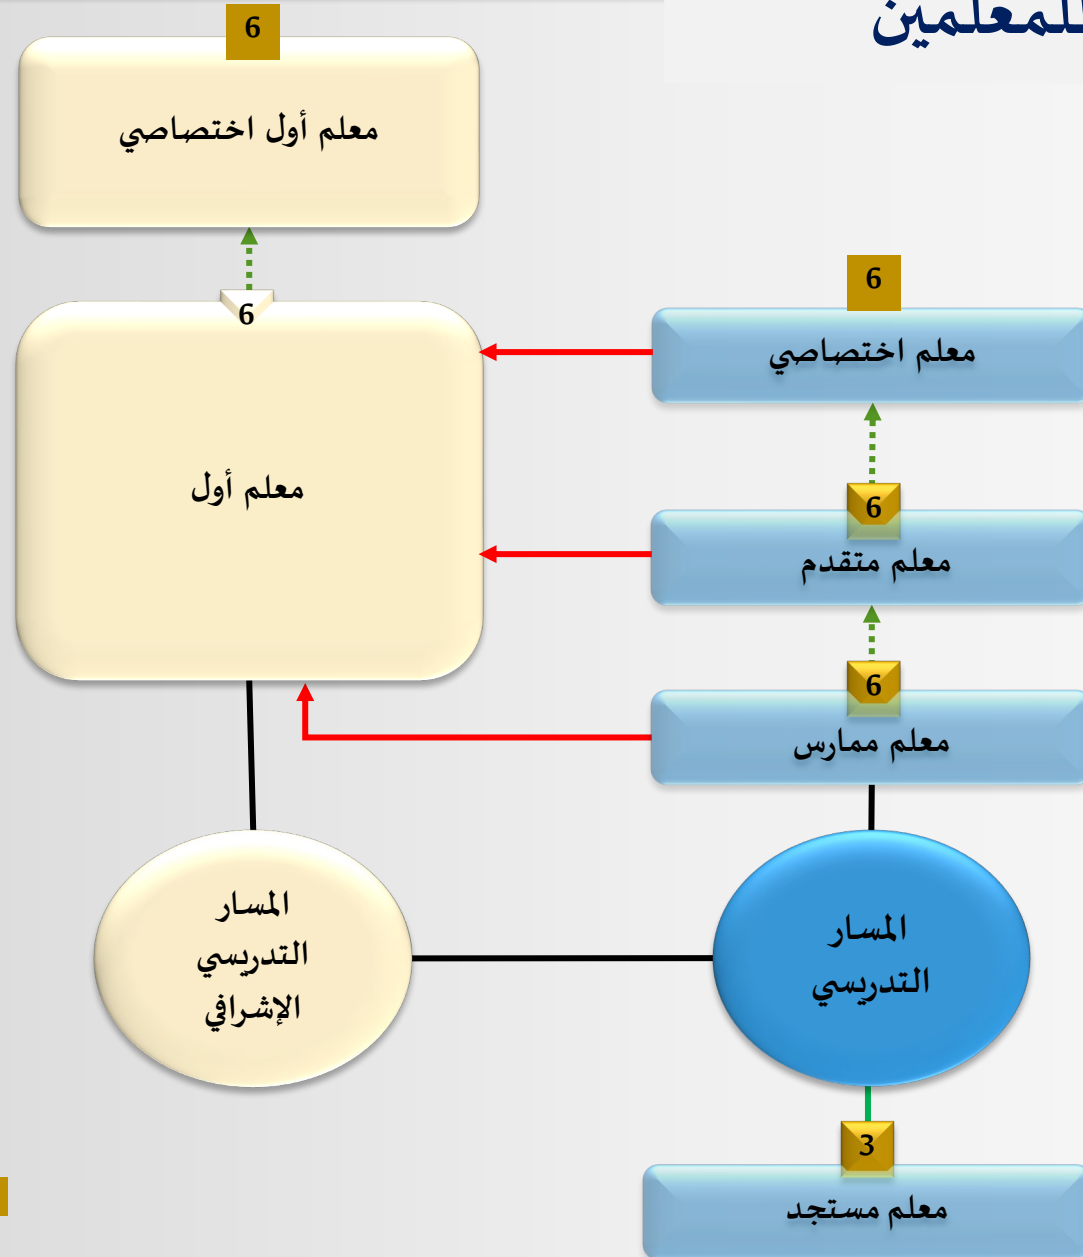 للمعلمين
6
معلم أول اختصاصي
6
معلم اختصاصي
6
معلم أول
6
معلم متقدم
6
معلم ممارس
المسار
التدريسي
المسار
التدريسي
الإشرافي
3
معلم مستجد